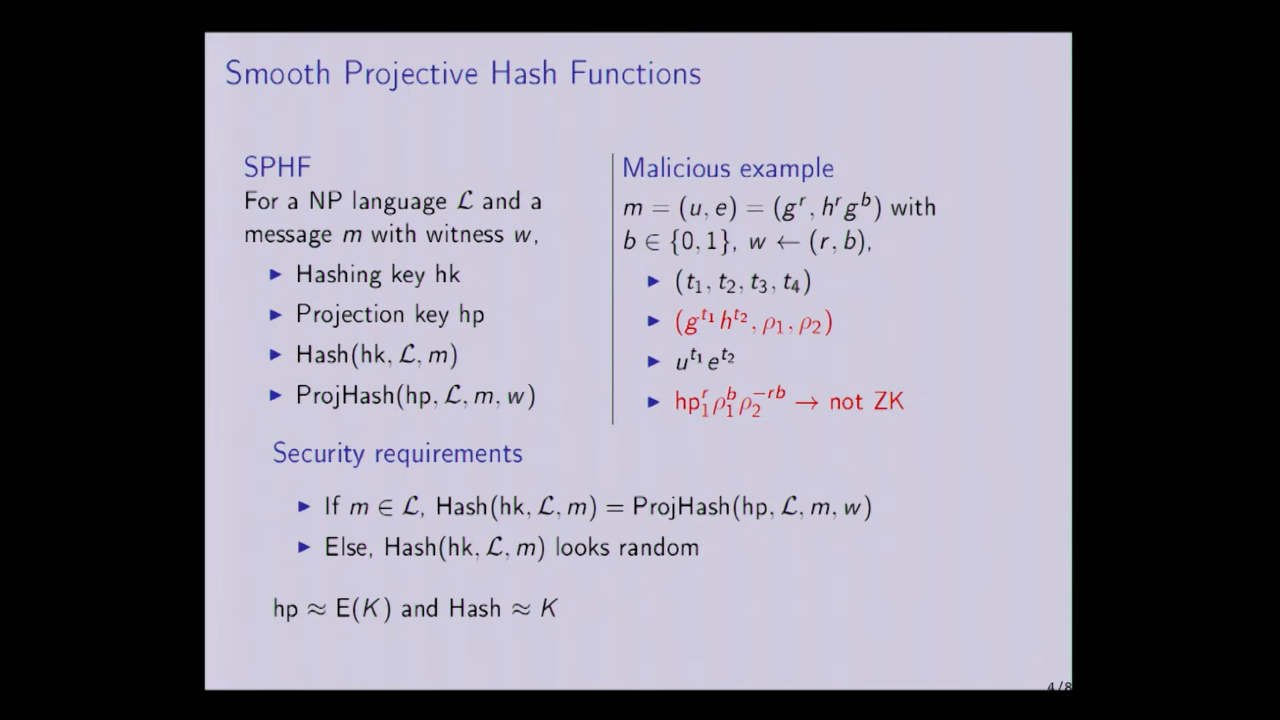 Smooth Projective Hash Functions
SPHF
For a NP language ℒ and a
message m with witness w,
▶ Hashing key hk
▶ Projection key hp
▶ Hash(hk, ℒ, m)
▶ ProjHash(hp, ℒ, m, w)
Malicious example
m = (u, e) = (g^r, h^r g^b) with
b ∈ {0, 1}, w ← (r, b),
▶ (t₁, t₂, t₃, t₄)
▶ (g^{t₁} h^{t₂}, ρ₁, ρ₂)
▶ u^{t₁} e^{t₂}
▶ hp₁^r ρ₁^b ρ₂^{−rb} → not ZK
Security requirements
▶ If m ∈ ℒ, Hash(hk, ℒ, m) = ProjHash(hp, ℒ, m, w)
▶ Else, Hash(hk, ℒ, m) looks random
hp ≈ E(K) and Hash ≈ K
4/8